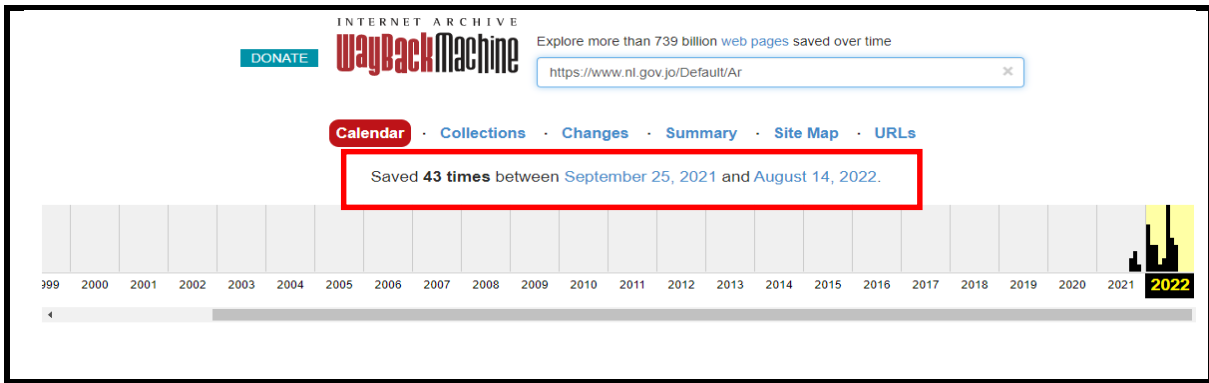 INTERNET ARCHIVE
WayBackMachine
DONATE
Explore more than 739 billion web pages saved over time
https://www.nl.gov.jo/Default/Ar ×
Calendar · Collections · Changes · Summary · Site Map · URLs
Saved 43 times between September 25, 2021 and August 14, 2022.
999 2000 2001 2002 2003 2004 2005 2006 2007 2008 2009 2010 2011 2012 2013 2014 2015 2016 2017 2018 2019 2020 2021 2022